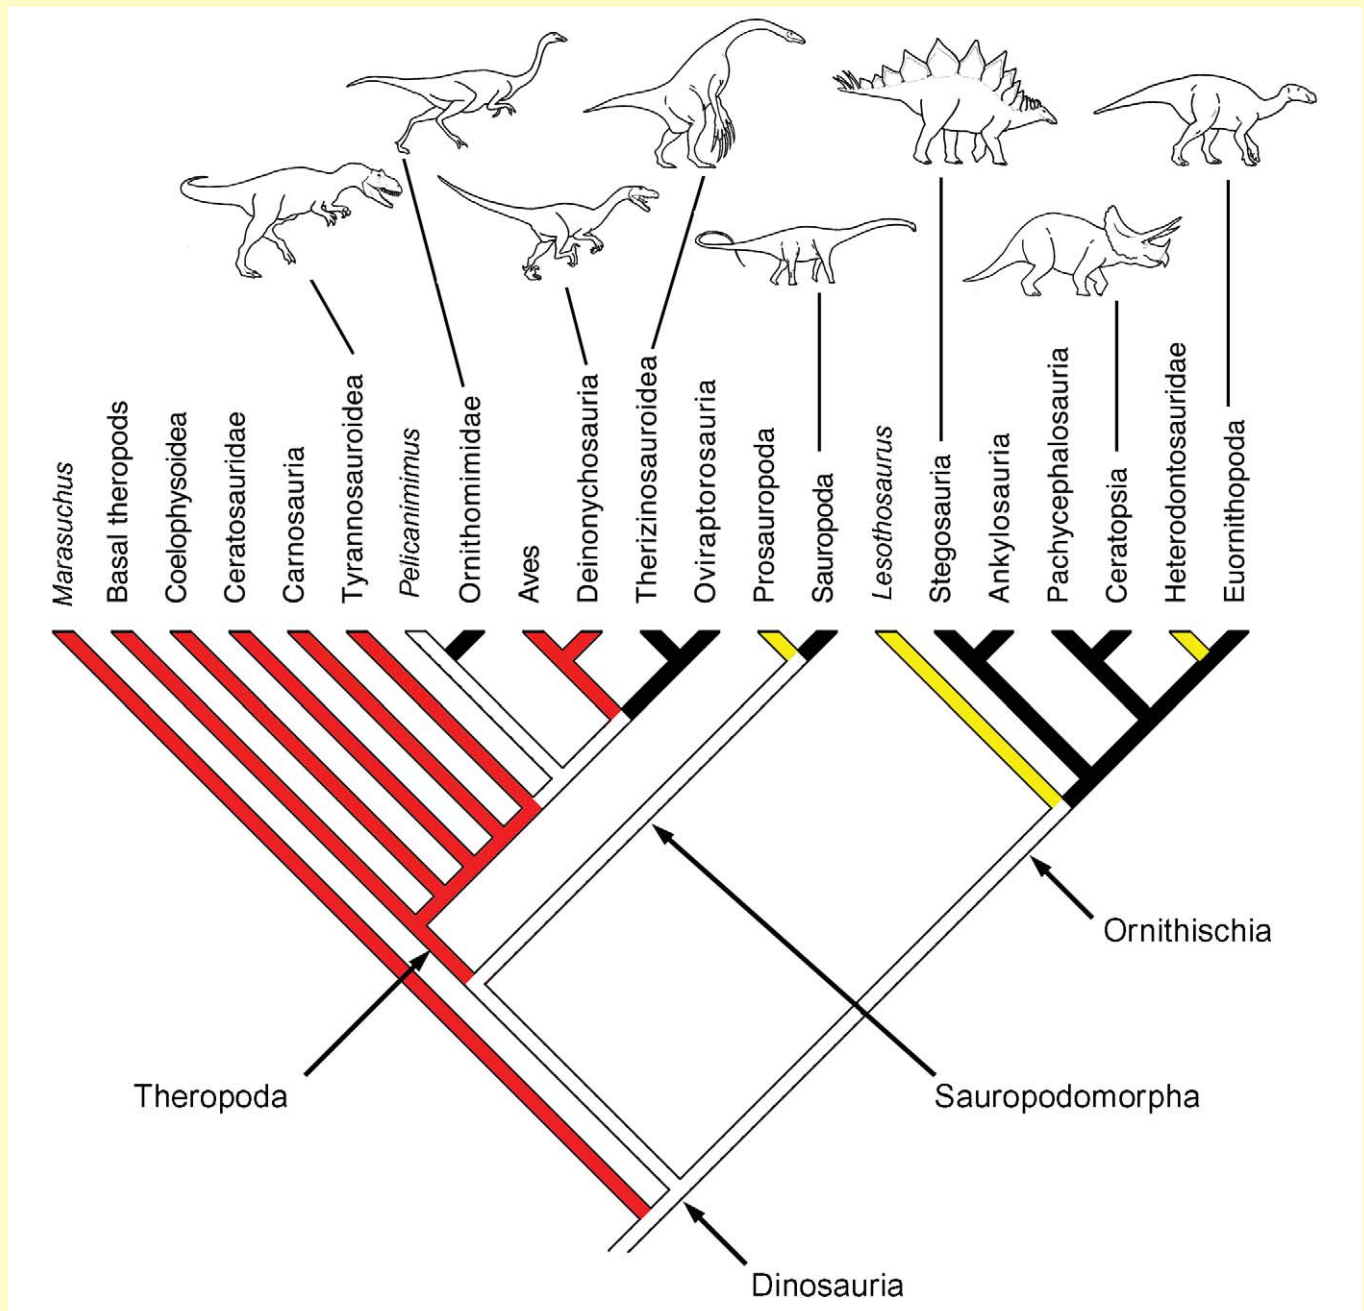 Marasuchus
Basal theropods
Coelophysoidea
Ceratosauridae
Carnosauria
Tyrannosauroidea
Pelicanimimus
Ornithomimidae
Aves
Deinonychosauria
Therizinosauroidea
Oviraptorosauria
Prosauropoda
Sauropoda
Lesothosaurus
Stegosauria
Ankylosauria
Pachycephalosauria
Ceratopsia
Heterodontosauridae
Euornithopoda
Ornithischia
Theropoda
Sauropodomorpha
Dinosauria